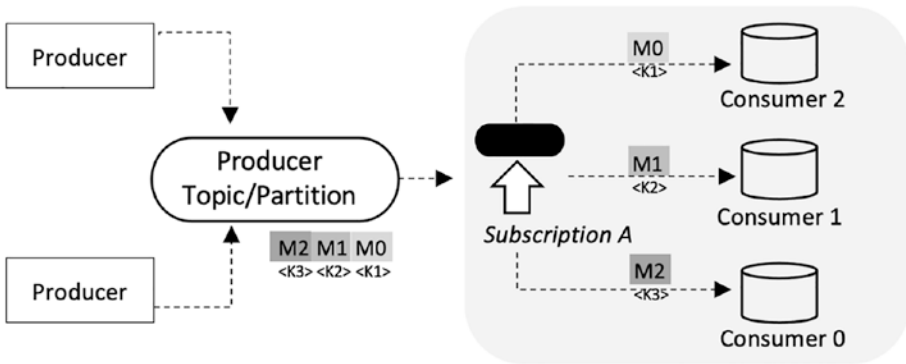 Producer
Producer
Topic/Partition
M2 M1 M0
<K3> <K2> <K1>
Producer
Subscription A
M0
<K1>
Consumer 2
M1
<K2>
Consumer 1
M2
<K3>
Consumer 0